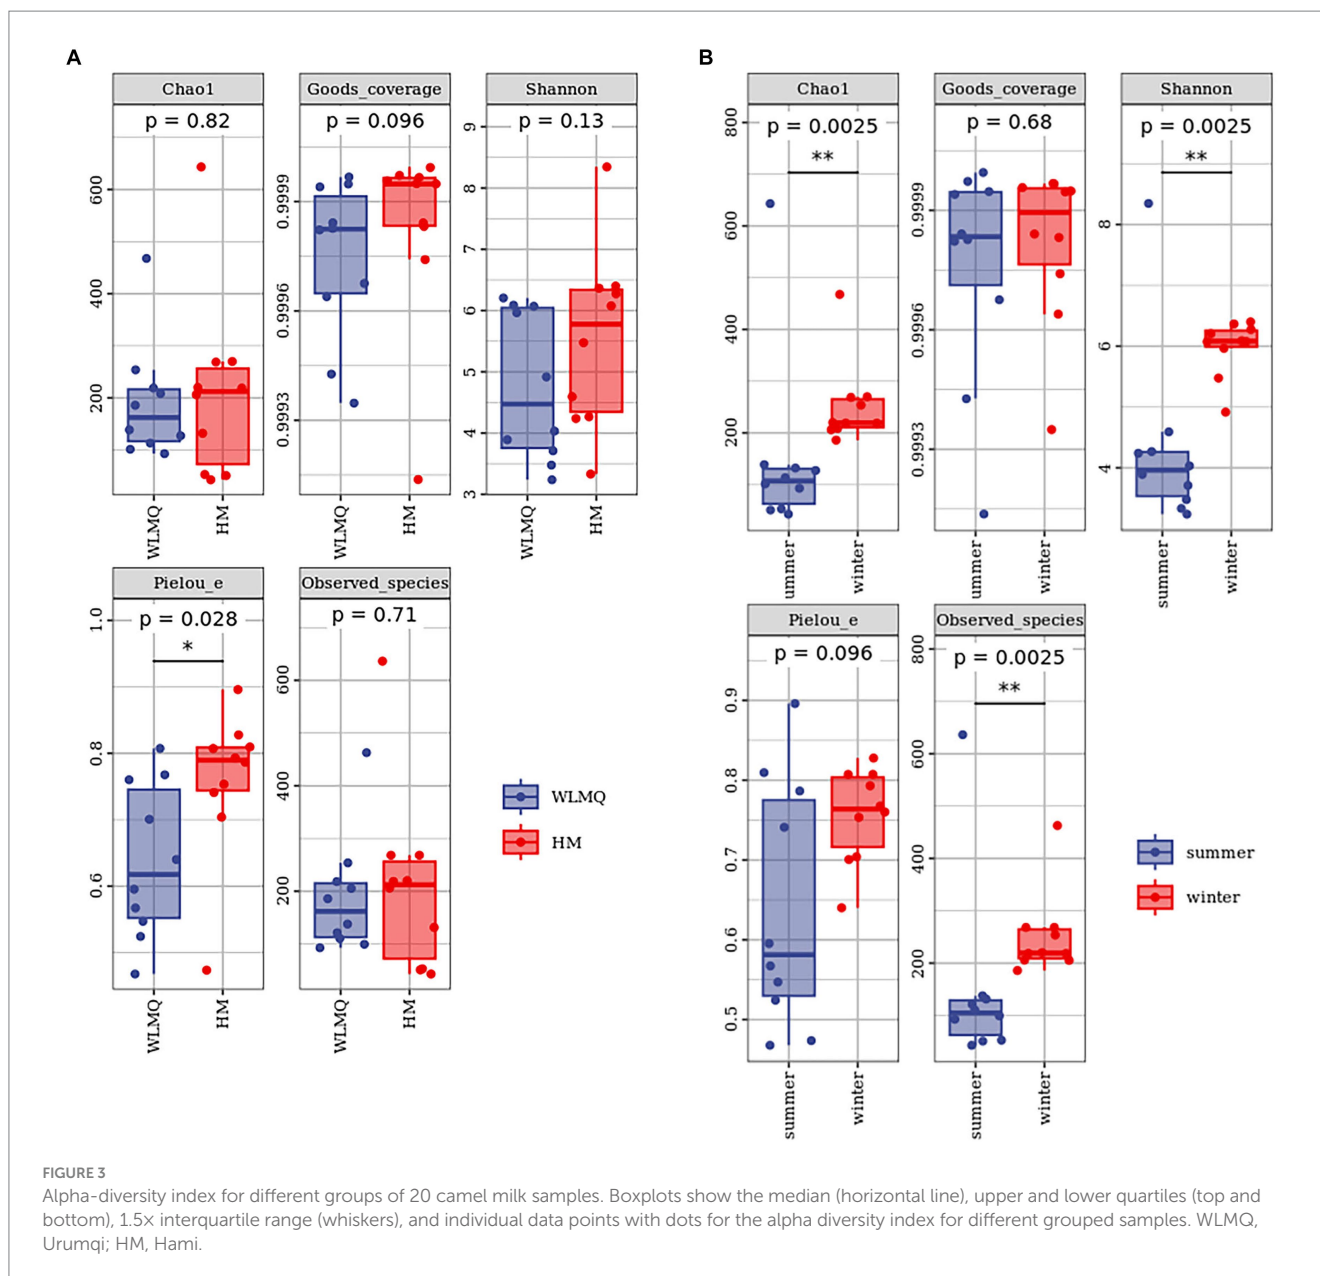 A
B
Chao1
Goods_coverage
Shannon
p = 0.82
p = 0.096
p = 0.13
600
400
200
0.9999
0.9996
0.9993
9
8
7
6
5
4
3
WLMQ
HM
WLMQ
HM
WLMQ
HM
Pielou_e
Observed_species
p = 0.028
*
p = 0.71
1.0
0.8
0.6
600
400
200
WLMQ
HM
WLMQ
HM
WLMQ
HM
Chao1
Goods_coverage
Shannon
p = 0.0025
**
p = 0.68
p = 0.0025
**
800
600
400
200
0.9999
0.9996
0.9993
8
6
4
ummer
winter
ummer
winter
summer
winter
Pielou_e
Observed_species
p = 0.096
p = 0.0025
**
0.9
0.8
0.7
0.6
0.5
800
600
400
200
summer
winter
summer
winter
summer
winter
FIGURE 3
Alpha-diversity index for different groups of 20 camel milk samples. Boxplots show the median (horizontal line), upper and lower quartiles (top and
bottom), 1.5× interquartile range (whiskers), and individual data points with dots for the alpha diversity index for different grouped samples. WLMQ,
Urumqi; HM, Hami.